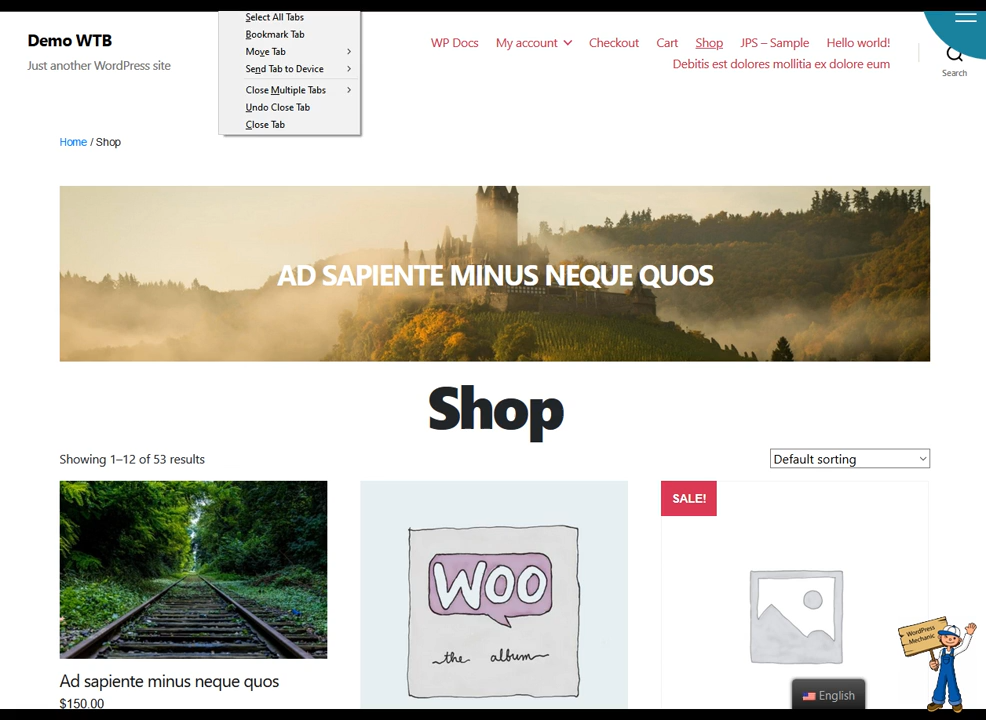 Select All Tabs
Bookmark Tab
Move Tab
Send Tab to Device
Close Multiple Tabs
Undo Close Tab
Close Tab
Demo WTB
Just another WordPress site
WP Docs My account Checkout Cart Shop JPS – Sample Hello world!
Debitis est dolores mollitia ex dolore eum
Search
Home / Shop
AD SAPIENTE MINUS NEQUE QUOS
Shop
Showing 1–12 of 53 results
Default sorting
SALE!
WOO
the album
WordPress
Mechanic
Ad sapiente minus neque quos
$150.00
English